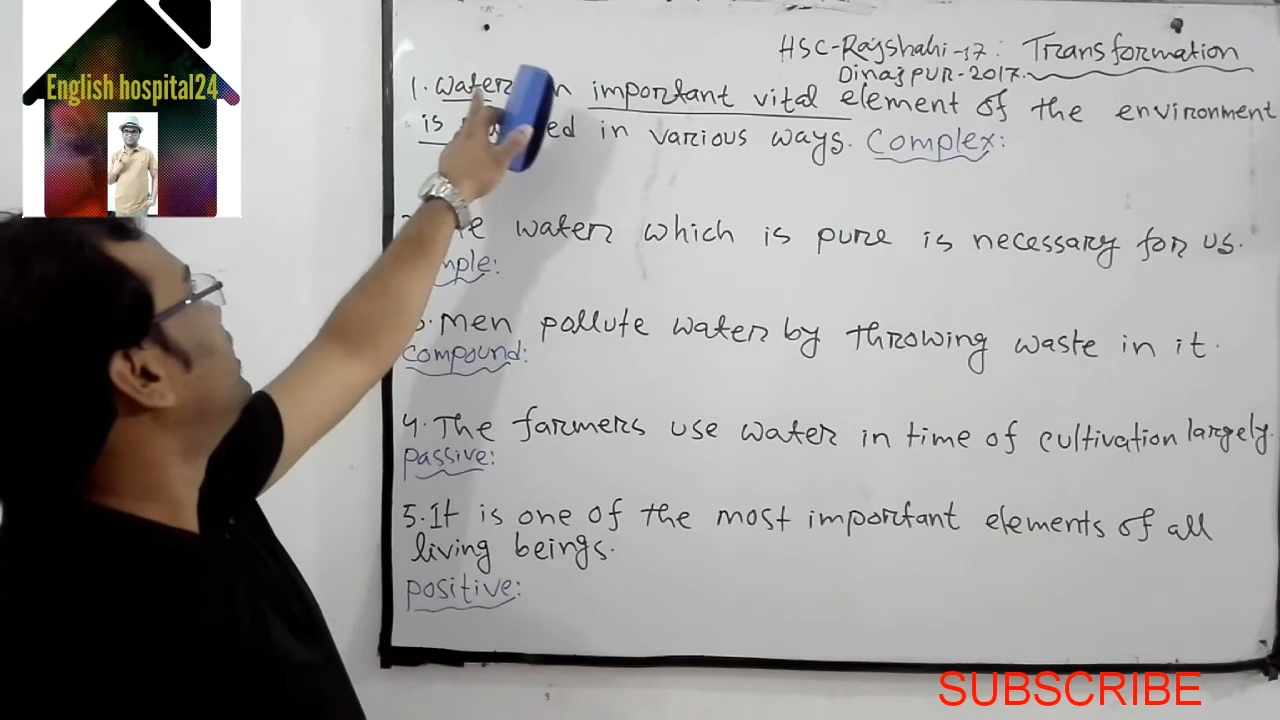 English hospital24
HSC-Rajshahi-17: Transformation
Dinajpur-2017.
1. Water an important vital element of the environment
is in various ways. Complex:
water which is pure is necessary for us.
Men pollute water by throwing waste in it.
Compound:
4. The farmers use water in time of cultivation largely.
Passive:
5. It is one of the most important elements of all
living beings.
positive:
SUBSCRIBE